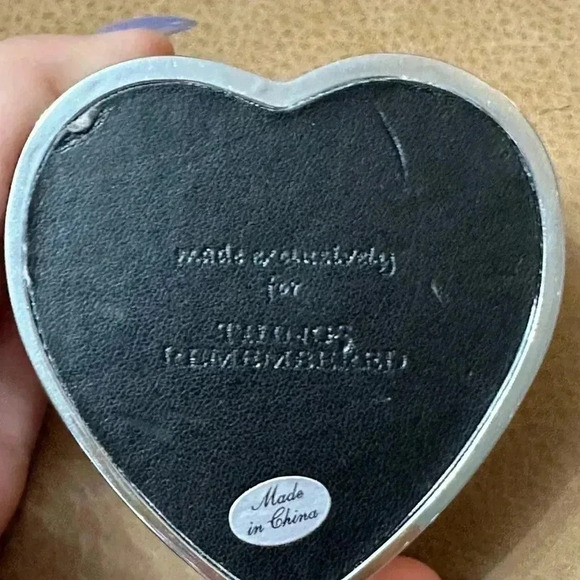 made exclusively
for
THINGS
REMEMBERED
Made
in China